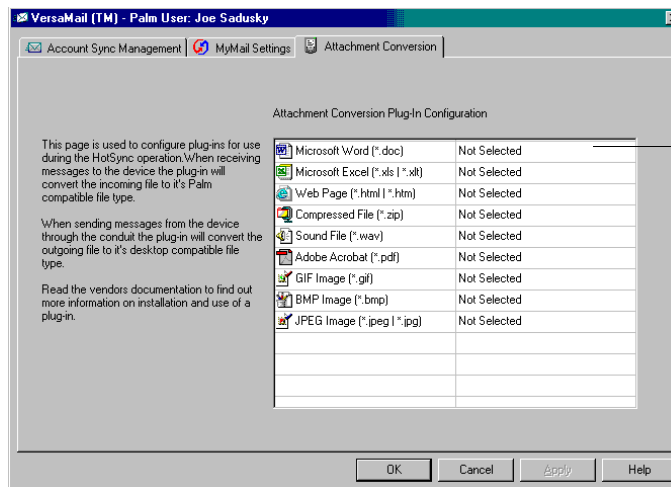 VersaMail (TM) - Palm User: Joe Sadusky
Account Sync Management MyMail Settings Attachment Conversion
Attachment Conversion Plug-In Configuration
This page is used to configure plug-ins for use
during the HotSync operation.When receiving
messages to the device the plug-in will
convert the incoming file to it's Palm
compatible file type.
When sending messages from the device
through the conduit the plug-in will convert the
outgoing file to it's desktop compatible file
type.
Read the vendors documentation to find out
more information on installation and use of a
plug-in.
Microsoft Word (*.doc) Not Selected
Microsoft Excel (*.xls | *.xlt) Not Selected
Web Page (*.html | *.htm) Not Selected
Compressed File (*.zip) Not Selected
Sound File (*.wav) Not Selected
Adobe Acrobat (*.pdf) Not Selected
GIF Image (*.gif) Not Selected
BMP Image (*.bmp) Not Selected
JPEG Image (*.jpeg | *.jpg) Not Selected
OK Cancel Apply Help